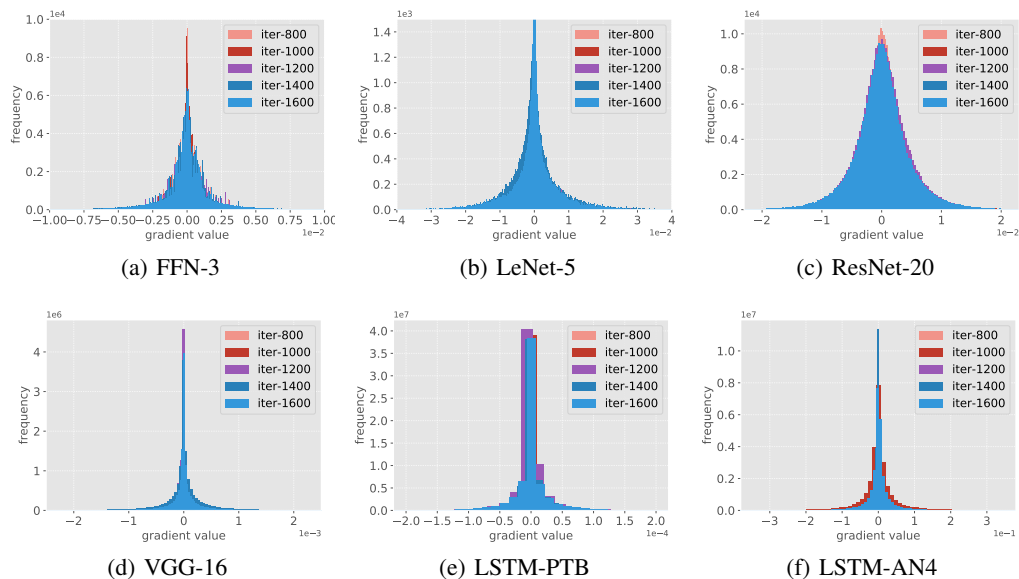 1e4
1.0
0.8
0.6
0.4
0.2
0.0
frequency
iter-800
iter-1000
iter-1200
iter-1400
iter-1600
−1.00 −0.75 −0.50 −0.25 0.00 0.25 0.50 0.75 1.00
gradient value
1e−2
(a) FFN-3
1e3
1.4
1.2
1.0
0.8
0.6
0.4
0.2
0.0
frequency
iter-800
iter-1000
iter-1200
iter-1400
iter-1600
−4 −3 −2 −1 0 1 2 3 4
gradient value
1e−2
(b) LeNet-5
1e4
1.0
0.8
0.6
0.4
0.2
0.0
frequency
iter-800
iter-1000
iter-1200
iter-1400
iter-1600
−2 −1 0 1 2
gradient value
1e−2
(c) ResNet-20
1e6
4
3
2
1
0
frequency
iter-800
iter-1000
iter-1200
iter-1400
iter-1600
−2 −1 0 1 2
gradient value
1e−3
(d) VGG-16
1e7
4.0
3.5
3.0
2.5
2.0
1.5
1.0
0.5
0.0
frequency
iter-800
iter-1000
iter-1200
iter-1400
iter-1600
−2.0 −1.5 −1.0 −0.5 0.0 0.5 1.0 1.5 2.0
gradient value
1e−4
(e) LSTM-PTB
1e7
1.0
0.8
0.6
0.4
0.2
0.0
frequency
iter-800
iter-1000
iter-1200
iter-1400
iter-1600
−3 −2 −1 0 1 2 3
gradient value
1e−1
(f) LSTM-AN4